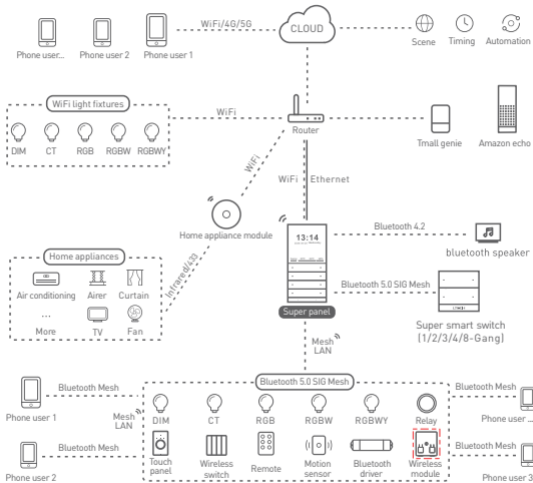 WiFi/4G/5G
CLOUD
Phone user...
Phone user 2
Phone user 1
Scene
Timing
Automation
WiFi light fixtures
WiFi
DIM
CT
RGB
RGBW
RGBWY
Router
Tmall genie
Amazon echo
WiFi
WiFi
Ethernet
Home appliance module
13:14
Bluetooth 4.2
bluetooth speaker
Home appliances
Infrared/433
Air conditioning
Airer
Curtain
...
More
TV
Fan
Bluetooth 5.0 SIG Mesh
Super panel
Super smart switch
(1/2/3/4/8-Gang)
Mesh
LAN
Bluetooth 5.0 SIG Mesh
Bluetooth Mesh
Phone user 1
Mesh
LAN
DIM
CT
RGB
RGBW
RGBWY
Relay
Bluetooth Mesh
Phone user ...
Bluetooth Mesh
Phone user 2
Touch
panel
Wireless
switch
Remote
Motion
sensor
Bluetooth
driver
Wireless
module
Bluetooth Mesh
Phone user 3